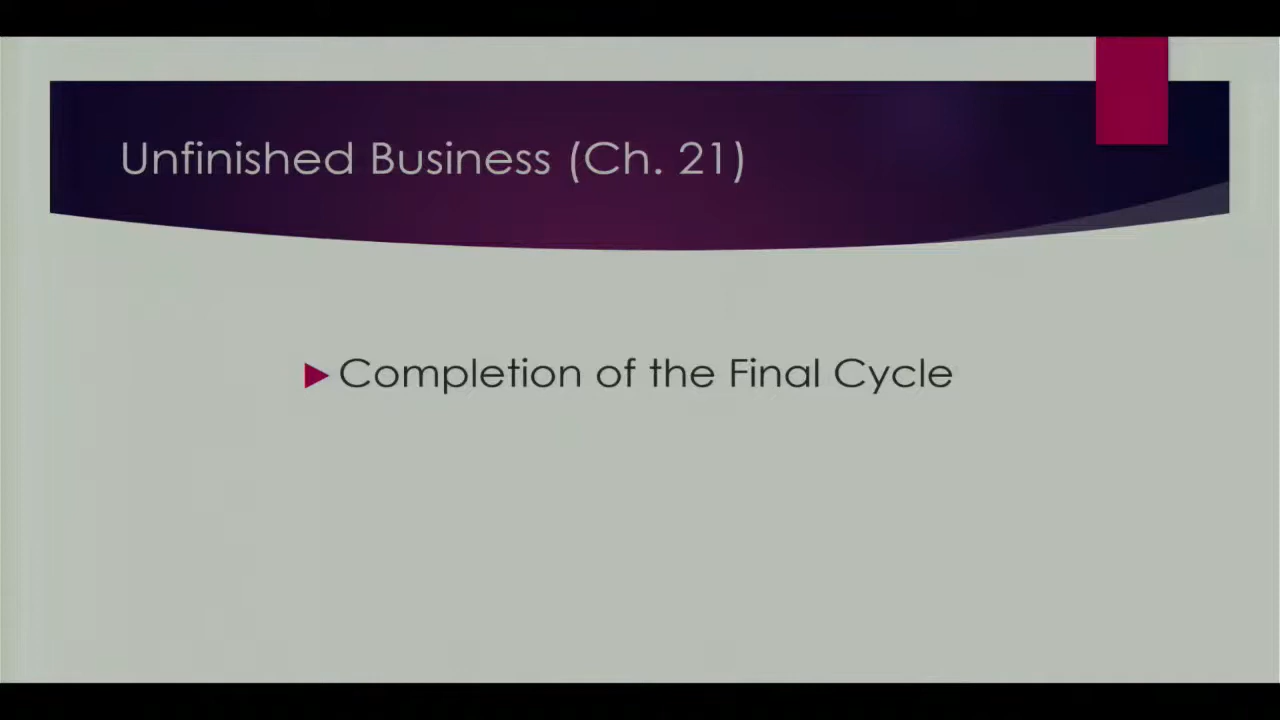 Unfinished Business (Ch. 21)
Completion of the Final Cycle